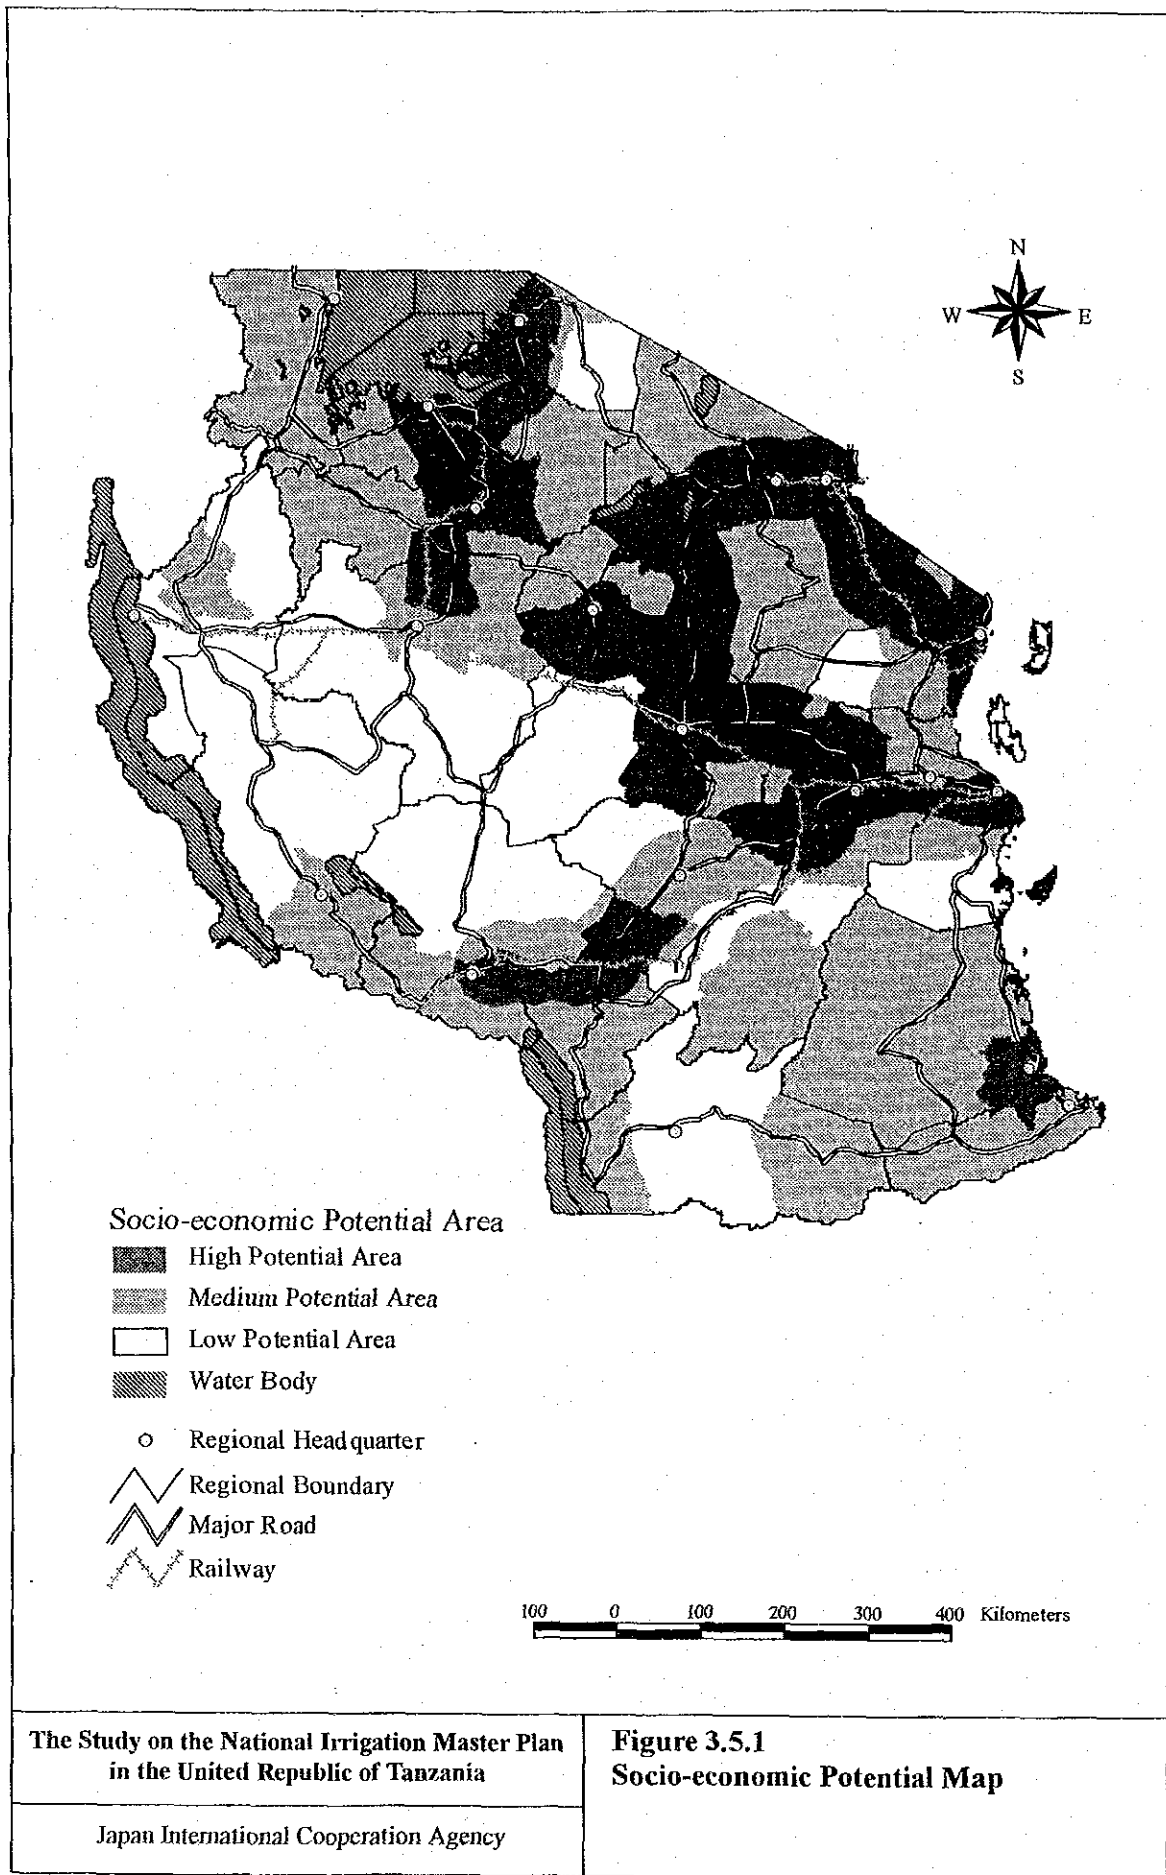 N
W E
S
Socio-economic Potential Area
High Potential Area
Medium Potential Area
Low Potential Area
Water Body
Regional Headquarter
Regional Boundary
Major Road
Railway
100 0 100 200 300 400 Kilometers
The Study on the National Irrigation Master Plan
in the United Republic of Tanzania
Japan International Cooperation Agency
Figure 3.5.1
Socio-economic Potential Map